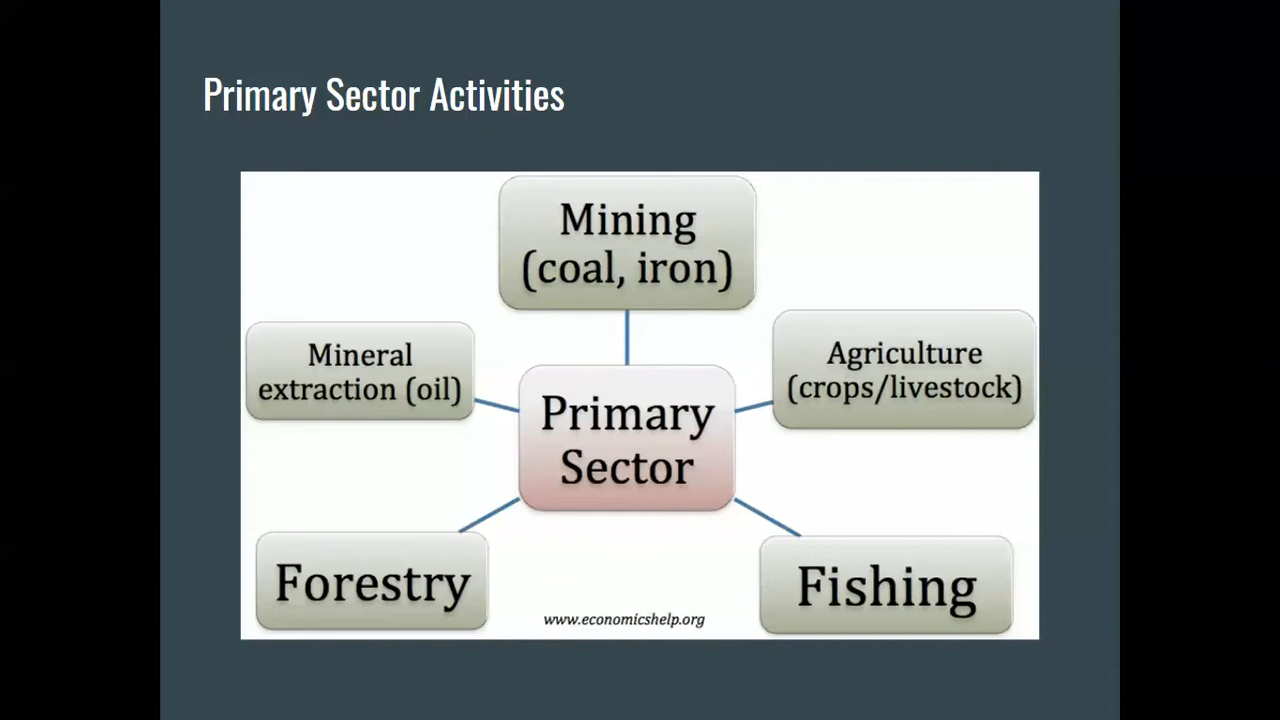 Primary Sector Activities
Mining
(coal, iron)
Mineral
extraction (oil)
Agriculture
(crops/livestock)
Primary
Sector
Forestry
Fishing
www.economicshelp.org